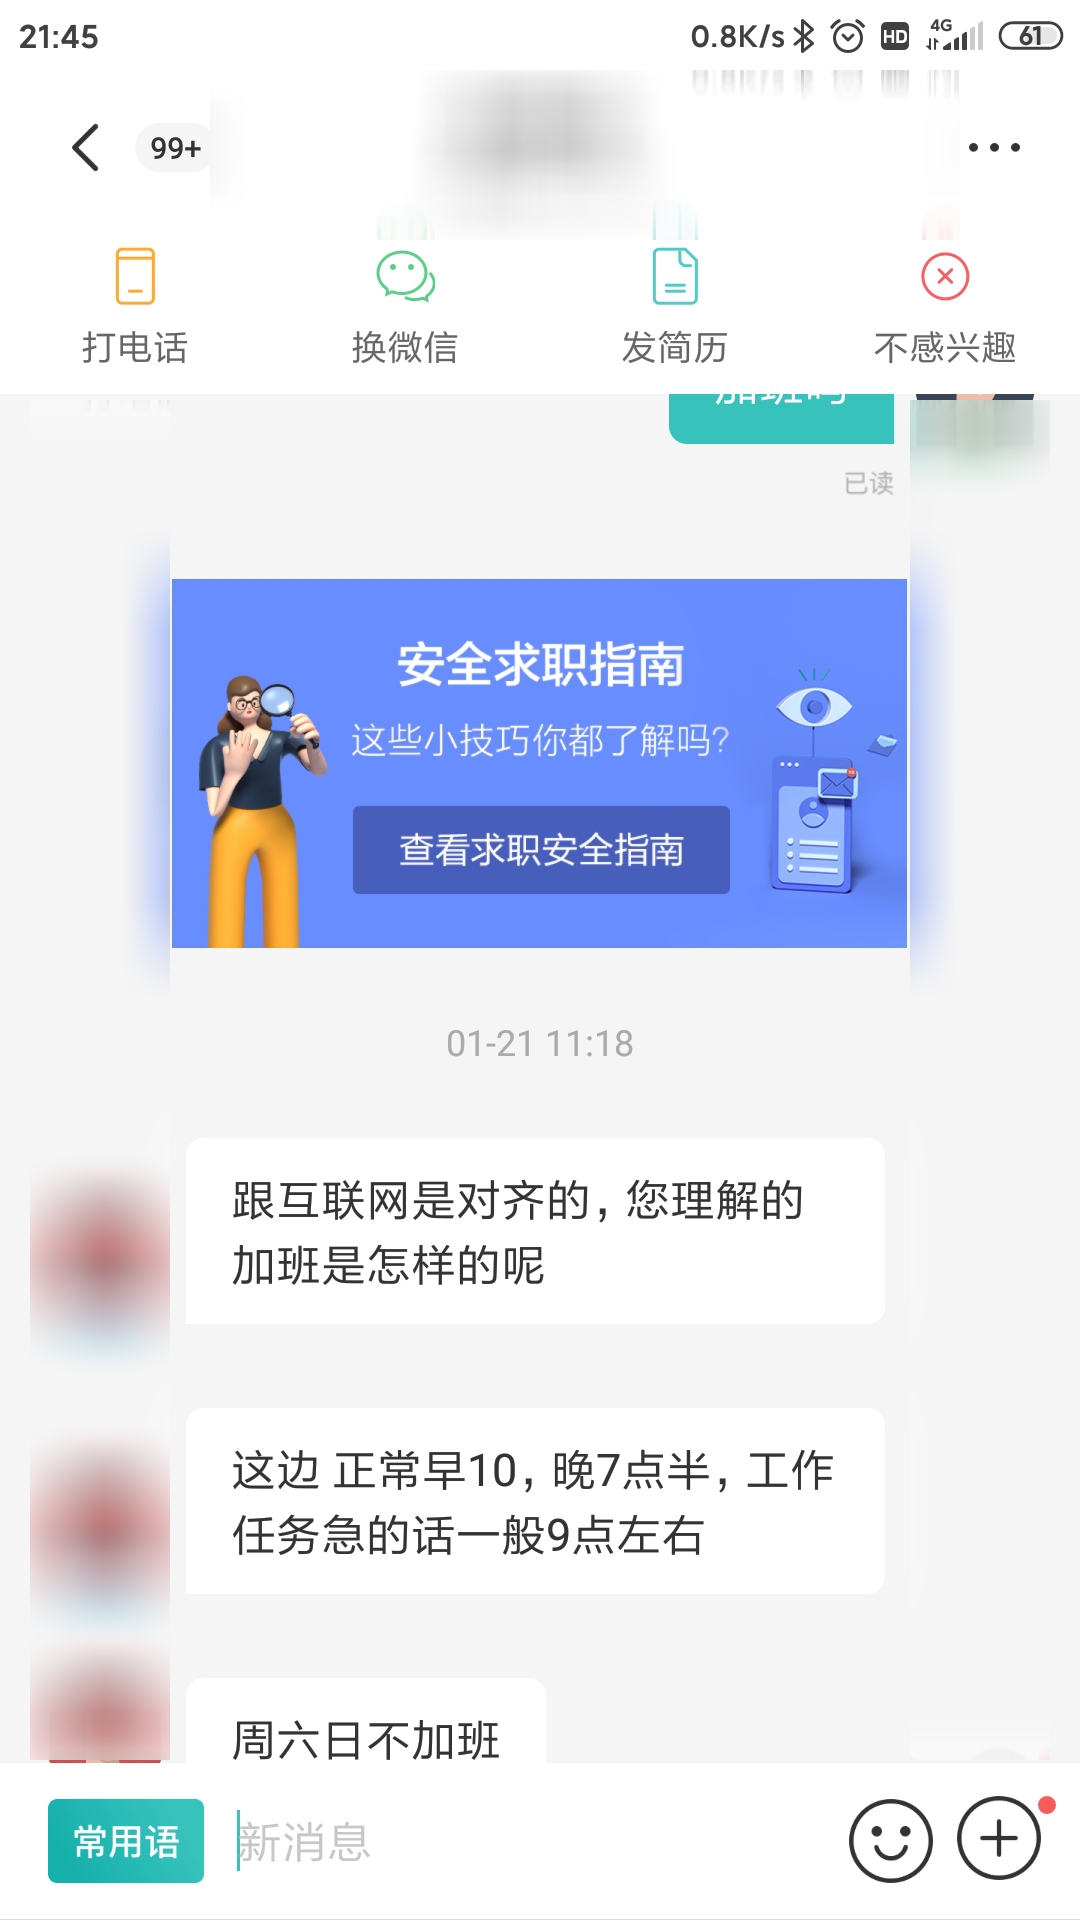 21:45
0.8K/s
HD
4G
61
99+
打电话
换微信
发简历
不感兴趣
加班吗
已读
安全求职指南
这些小技巧你都了解吗？
查看求职安全指南
01-21 11:18
跟互联网是对齐的，您理解的
加班是怎样的呢
这边 正常早10，晚7点半，工作
任务急的话一般9点左右
周六日不加班
常用语
新消息